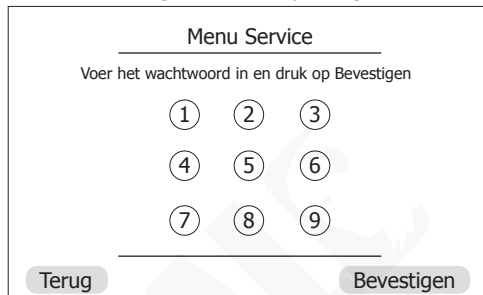 Menu Service
Voer het wachtwoord in en druk op Bevestigen
1 2 3
4 5 6
7 8 9
Terug Bevestigen